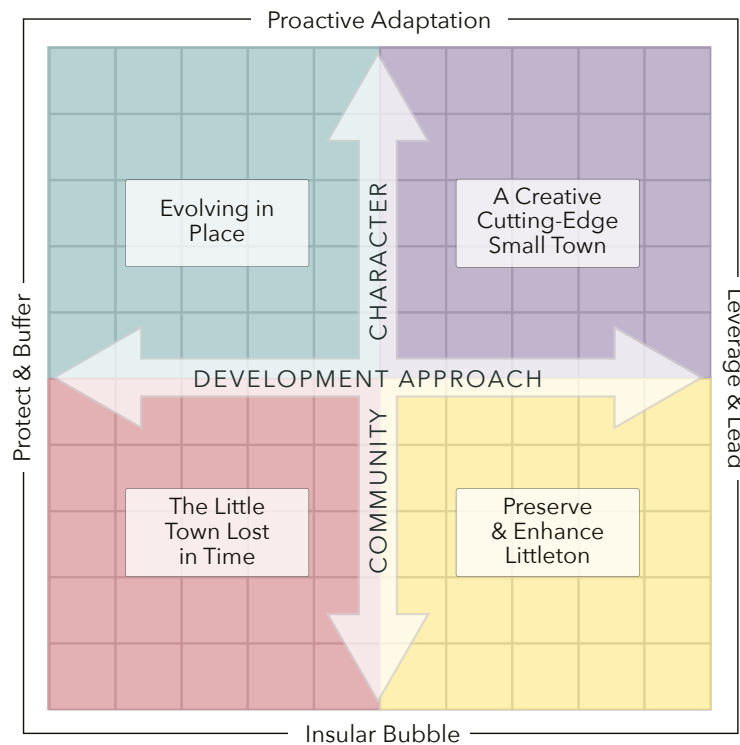 Proactive Adaptation
Evolving in
Place
A Creative
Cutting-Edge
Small Town
CHARACTER
Protect & Buffer
DEVELOPMENT APPROACH
Leverage & Lead
COMMUNITY
The Little
Town Lost
in Time
Preserve
& Enhance
Littleton
Insular Bubble